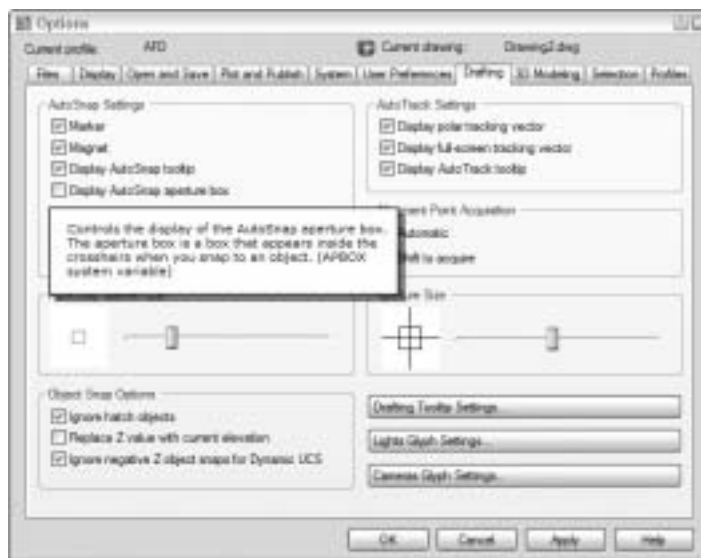 Options
Current profile: AFD Current drawing: Drawing2.dwg
Files Display Open and Save Plot and Publish System User Preferences Drafting 3D Modeling Selection Profiles
AutoSnap Settings
Marker
Magnet
Display AutoSnap tooltip
Display AutoSnap aperture box
Controls the display of the AutoSnap aperture box.
The aperture box is a box that appears inside the
crosshairs when you snap to an object. (APBOX
system variable)
AutoTrack Settings
Display polar tracking vector
Display full-screen tracking vector
Display AutoTrack tooltip
Point Acquisition
Automatic
to acquire
Size
Object Snap Options
Ignore hatch objects
Replace Z value with current elevation
Ignore negative Z object snaps for Dynamic UCS
Drafting Tooltip Settings...
Lights Glyph Settings...
Cameras Glyph Settings...
OK Cancel Apply Help